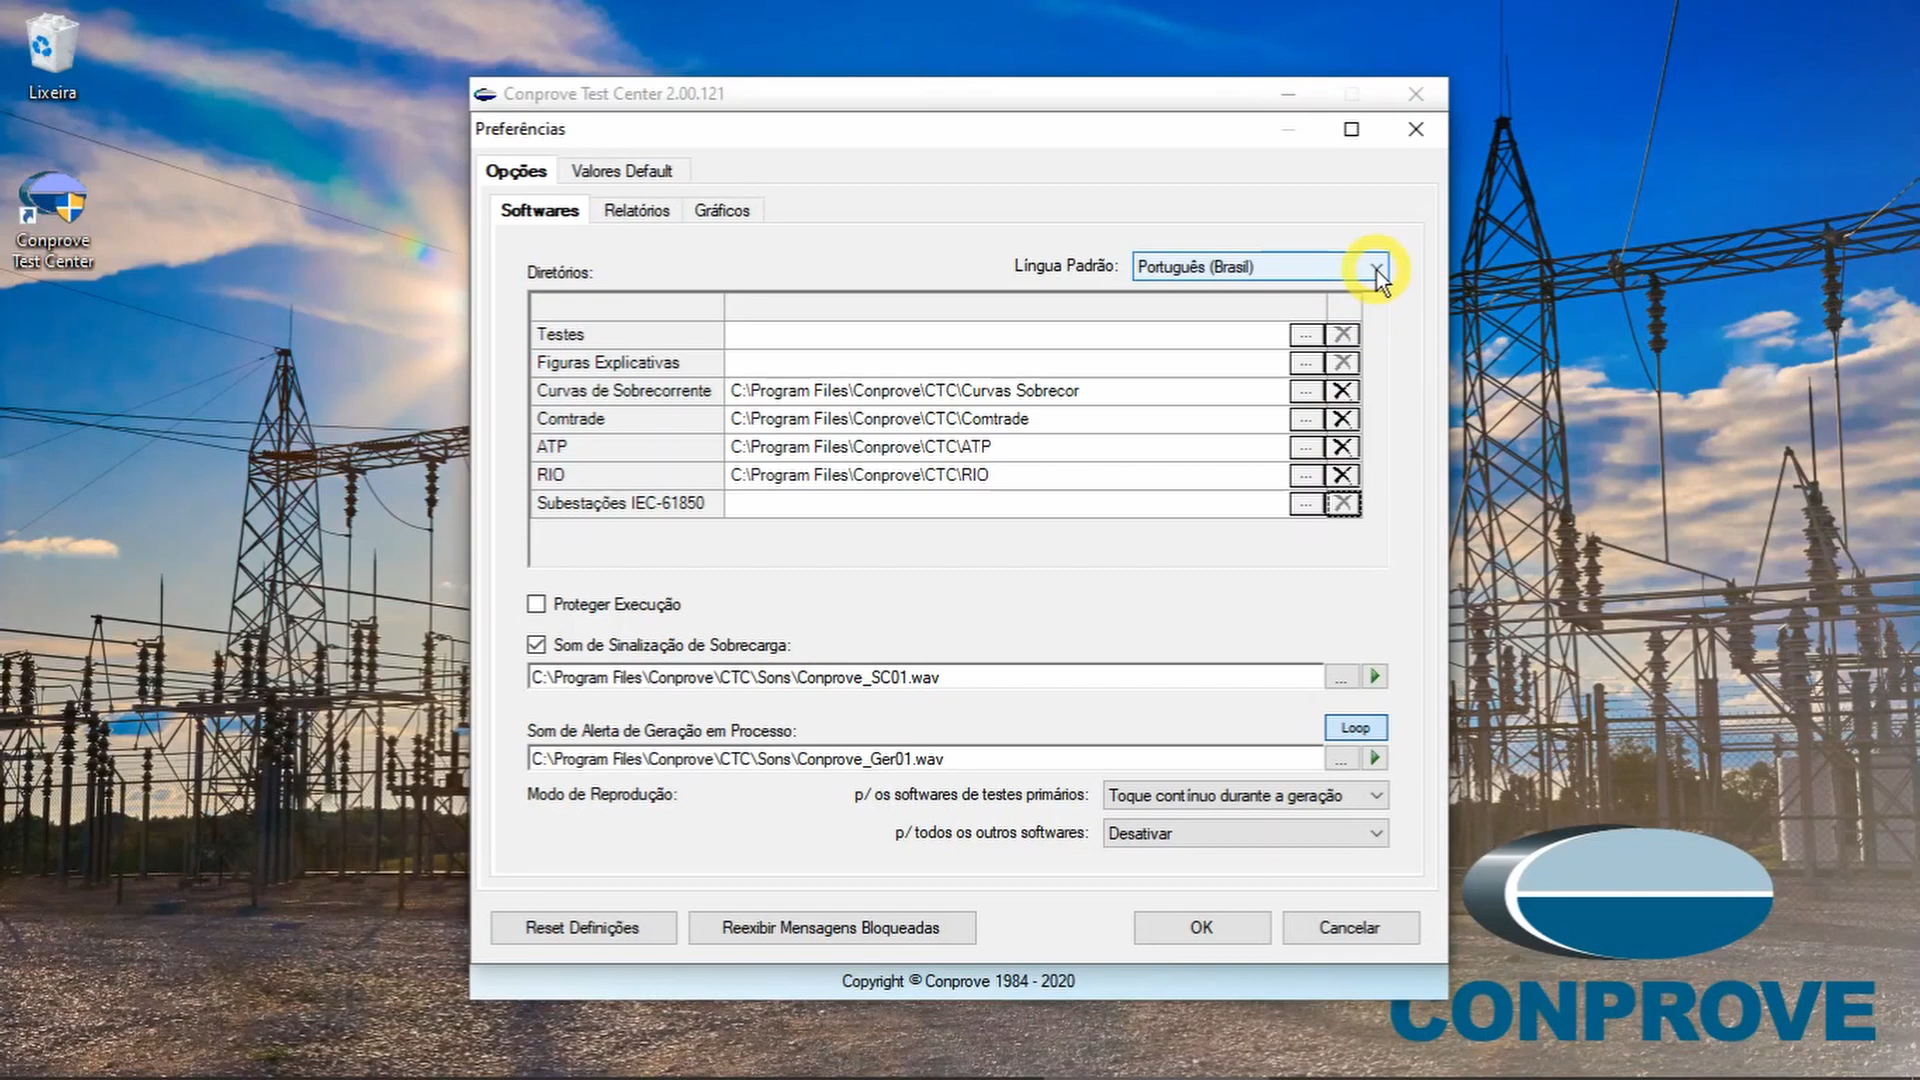 Lixeira
Conprove
Test Center
Conprove Test Center 2.00.121
Preferências
Opções
Valores Default
Softwares
Relatórios
Gráficos
Diretórios:
Língua Padrão:
Português (Brasil)
Testes
...
Figuras Explicativas
...
Curvas de Sobrecorrente
C:\Program Files\Conprove\CTC\Curvas Sobrecor
...
Comtrade
C:\Program Files\Conprove\CTC\Comtrade
...
ATP
C:\Program Files\Conprove\CTC\ATP
...
RIO
C:\Program Files\Conprove\CTC\RIO
...
Subestações IEC-61850
...
Proteger Execução
Som de Sinalização de Sobrecarga:
C:\Program Files\Conprove\CTC\Sons\Conprove_SC01.wav
...
Som de Alerta de Geração em Processo:
Loop
C:\Program Files\Conprove\CTC\Sons\Conprove_Ger01.wav
...
Modo de Reprodução:
p/ os softwares de testes primários:
Toque contínuo durante a geração
p/ todos os outros softwares:
Desativar
Reset Definições
Reexibir Mensagens Bloqueadas
OK
Cancelar
Copyright © Conprove 1984 - 2020
CONPROVE